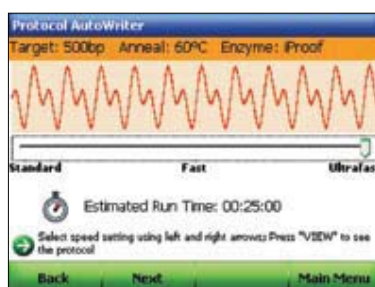 Protocol AutoWriter
Target: 500bp Anneal: 60ºC Enzyme: iProof
Standard Fast Ultrafas
Estimated Run Time: 00:25:00
Select speed setting using left and right arrows; Press "VIEW" to see
the protocol
Back Next Main Menu